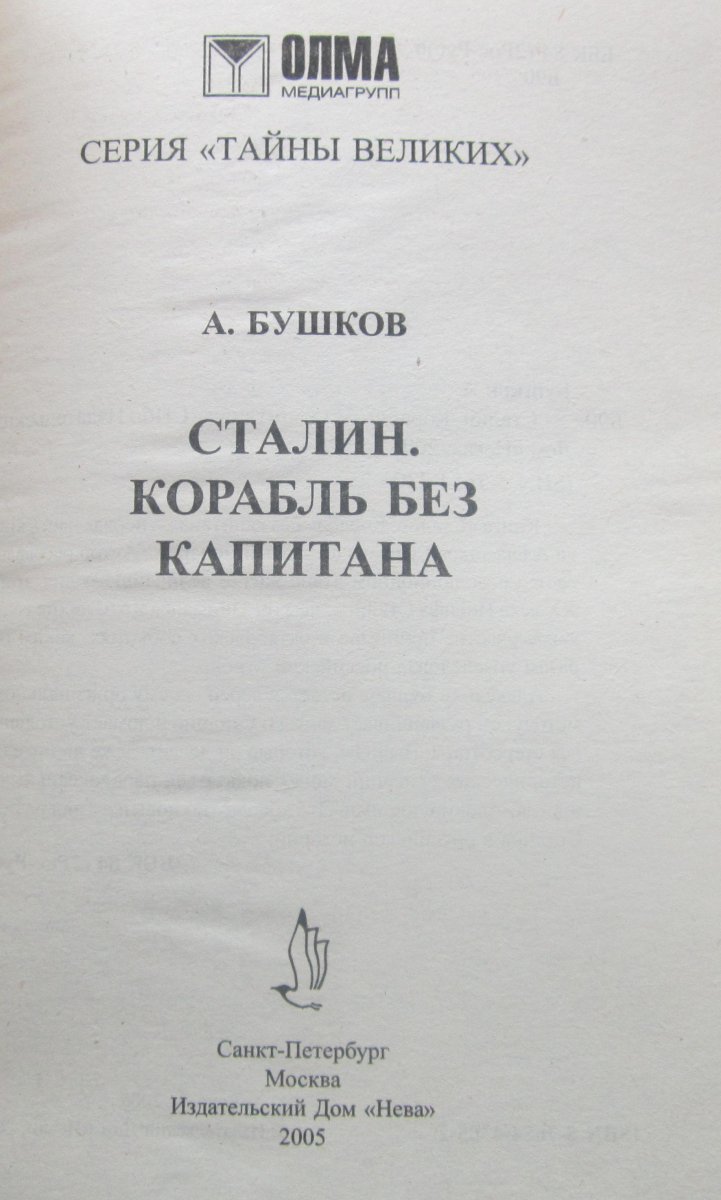 ОЛМА
МЕДИАГРУПП
СЕРИЯ «ТАЙНЫ ВЕЛИКИХ»
А. БУШКОВ
СТАЛИН.
КОРАБЛЬ БЕЗ
КАПИТАНА
Санкт-Петербург
Москва
Издательский Дом «Нева»
2005